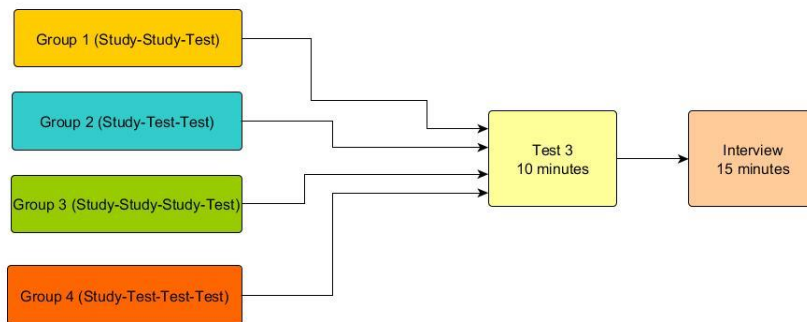 Group 1 (Study-Study-Test)
Group 2 (Study-Test-Test)
Group 3 (Study-Study-Study-Test)
Group 4 (Study-Test-Test-Test)
Test 3
10 minutes
Interview
15 minutes